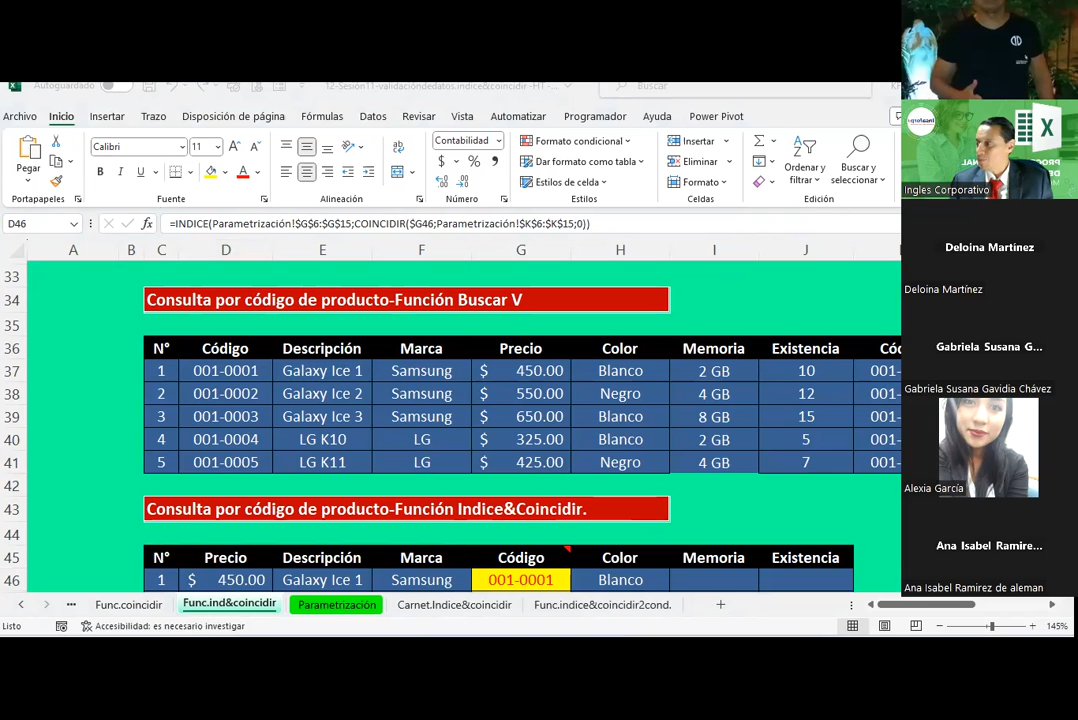 Autoguardado
12-Sesión11-validacióndedatos.indice&coincidir - HT -
Buscar
Archivo Inicio Insertar Trazo Disposición de página Fórmulas Datos Revisar Vista Automatizar Programador Ayuda Power Pivot
Pegar
Calibri 11
N K S
Contabilidad
$ % 000
Formato condicional
Dar formato como tabla
Estilos de celda
Insertar
Eliminar
Formato
Ordenar y filtrar
Buscar y seleccionar
Portapapeles Fuente Alineación Número Estilos Celdas Edición
D46 fx =INDICE(Parametrización!$G$6:$G$15;COINCIDIR($G46;Parametrización!$K$6:$K$15;0))
A B C D E F G H I J
33
34 Consulta por código de producto-Función Buscar V
35
36 N° Código Descripción Marca Precio Color Memoria Existencia Cód
37 1 001-0001 Galaxy Ice 1 Samsung $ 450.00 Blanco 2 GB 10 001-
38 2 001-0002 Galaxy Ice 2 Samsung $ 550.00 Negro 4 GB 12 001-
39 3 001-0003 Galaxy Ice 3 Samsung $ 650.00 Blanco 8 GB 15 001-
40 4 001-0004 LG K10 LG $ 325.00 Blanco 2 GB 5 001-
41 5 001-0005 LG K11 LG $ 425.00 Negro 4 GB 7 001-
42
43 Consulta por código de producto-Función Indice&Coincidir.
44
45 N° Precio Descripción Marca Código Color Memoria Existencia
46 1 $ 450.00 Galaxy Ice 1 Samsung 001-0001 Blanco
Func.coincidir Func.ind&coincidir Parametrización Carnet.Indice&coincidir Func.indice&coincidir2cond.
Listo Accesibilidad: es necesario investigar 145%
Ingles Corporativo
Deloina Martínez
Deloina Martínez
Gabriela Susana G...
Gabriela Susana Gavidia Chávez
Alexia García
Ana Isabel Ramire...
Ana Isabel Ramirez de aleman